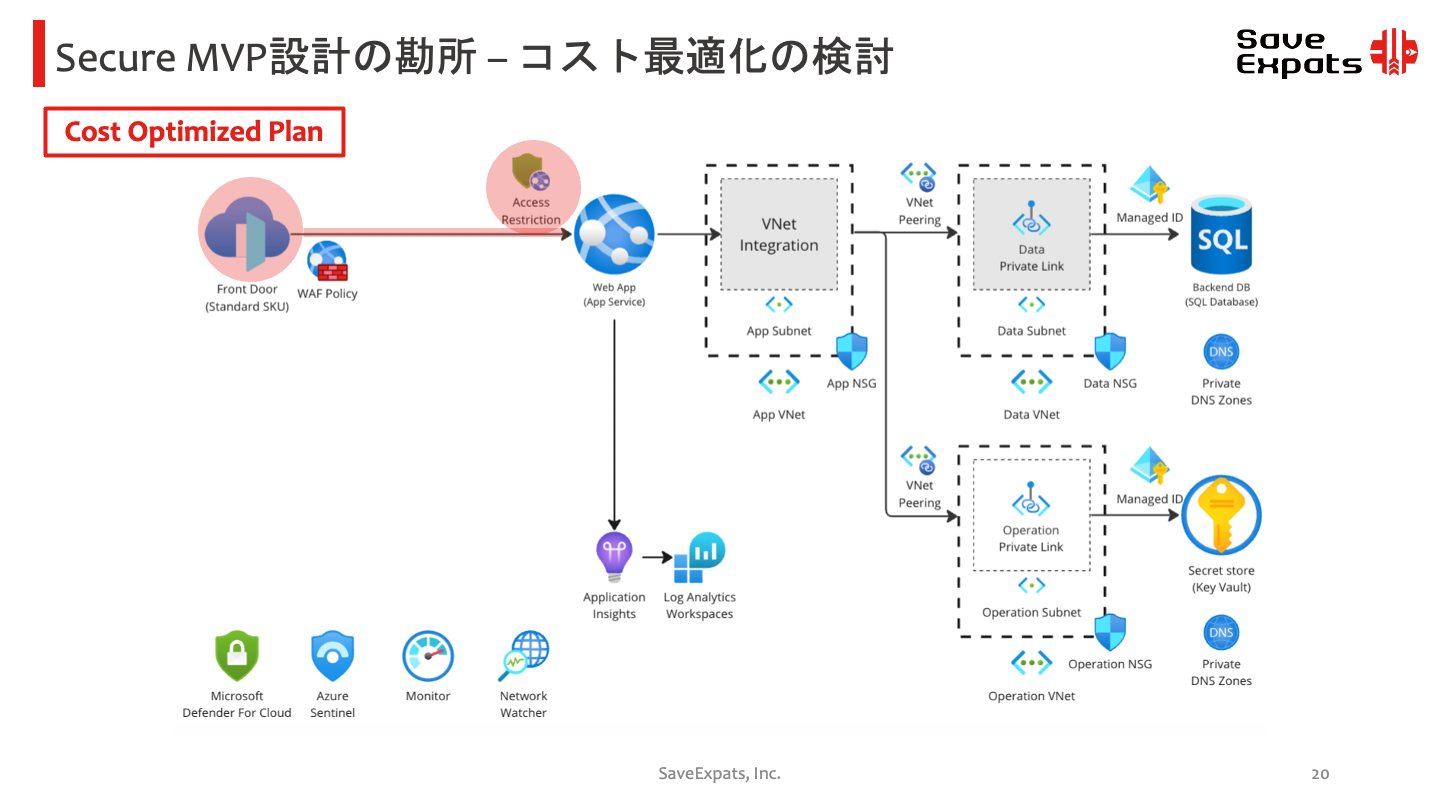 Secure MVP設計の勘所 – コスト最適化の検討
Save
Expats
Cost Optimized Plan
Access
Restriction
Front Door
(Standard SKU)
WAF Policy
Web App
(App Service)
VNet
Integration
App Subnet
App NSG
App VNet
VNet
Peering
Data
Private Link
Data Subnet
Data NSG
Data VNet
Managed ID
SQL
Backend DB
(SQL Database)
DNS
Private
DNS Zones
VNet
Peering
Operation
Private Link
Operation Subnet
Operation NSG
Operation VNet
Managed ID
Secret store
(Key Vault)
DNS
Private
DNS Zones
Application
Insights
Log Analytics
Workspaces
Microsoft
Defender For Cloud
Azure
Sentinel
Monitor
Network
Watcher
SaveExpats, Inc.
20